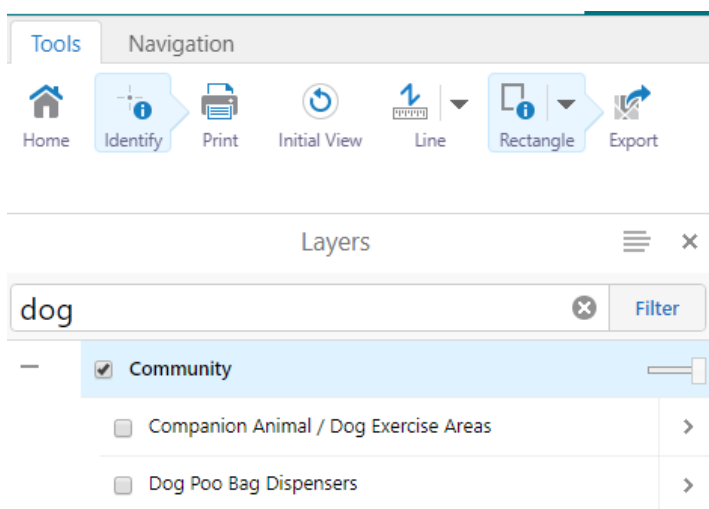 Tools Navigation
Home Identify Print Initial View Line Rectangle Export
Layers
dog Filter
Community
Companion Animal / Dog Exercise Areas
Dog Poo Bag Dispensers